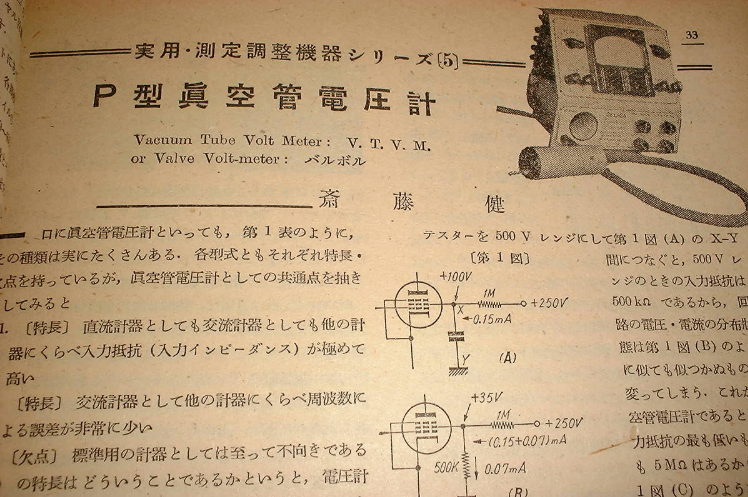 33
実用・測定調整機器シリーズ〔5〕
P型眞空管電圧計
Vacuum Tube Volt Meter: V. T. V. M.
or Valve Volt-meter: バルボル
斎藤健
口に眞空管電圧計といっても，第1表のように，
その種類は実にたくさんある．各型式ともそれぞれ特長・
点を持っているが，眞空管電圧計としての共通点を抽き
してみると
1. 〔特長〕 直流計器としても交流計器としても他の計
器にくらべ入力抵抗（入力インピーダンス）が極めて
高い
〔特長〕 交流計器として他の計器にくらべ周波数に
よる誤差が非常に少い
〔欠点〕 標準用の計器としては至って不向きである
の特長は どういうことであるかというと，電圧計
テスターを 500 V レンジにして第1図 (A) の X-Y
〔第1図〕
+100V
1M
+250V
X
0.15mA
Y
(A)
+35V
1M
+250V
(0.15+0.07)mA
500K
0.07mA
(B)
間につなぐと，500 V レ
ンジのときの入力抵抗は
500 kΩ であるから，回
路の電圧・電流の分布状
態は第1図 (B) のよ
に似ても似つかぬもの
変ってしまう．これが
空管電圧計であると
力抵抗の最も低いも
も 5 MΩ はあるか
1図 (C) のよう